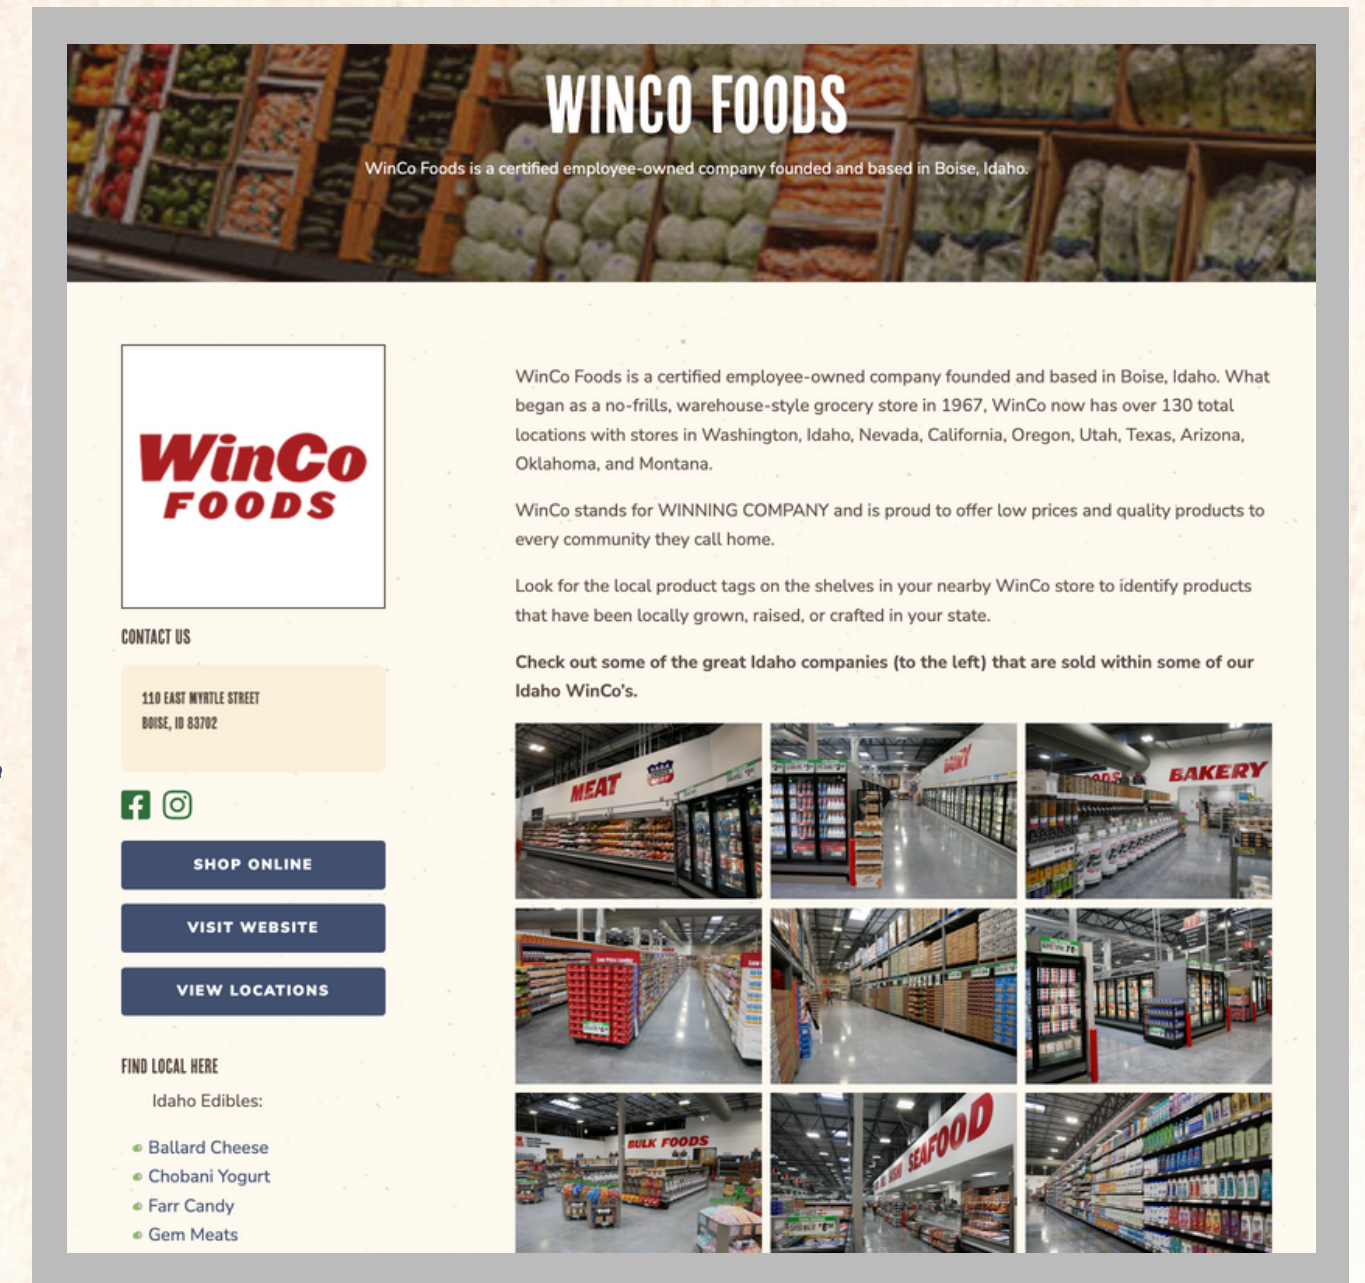 WINCO FOODS
WinCo Foods is a certified employee-owned company founded and based in Boise, Idaho.
WinCo
FOODS
CONTACT US
110 EAST MYRTLE STREET
BOISE, ID 83702
SHOP ONLINE
VISIT WEBSITE
VIEW LOCATIONS
FIND LOCAL HERE
Idaho Edibles:
Ballard Cheese
Chobani Yogurt
Farr Candy
Gem Meats
WinCo Foods is a certified employee-owned company founded and based in Boise, Idaho. What
began as a no-frills, warehouse-style grocery store in 1967, WinCo now has over 130 total
locations with stores in Washington, Idaho, Nevada, California, Oregon, Utah, Texas, Arizona,
Oklahoma, and Montana.
WinCo stands for WINNING COMPANY and is proud to offer low prices and quality products to
every community they call home.
Look for the local product tags on the shelves in your nearby WinCo store to identify products
that have been locally grown, raised, or crafted in your state.
Check out some of the great Idaho companies (to the left) that are sold within some of our
Idaho WinCo's.
MEAT
DAIRY
BAKERY
Low Price Leader
BULK FOODS
SEAFOOD